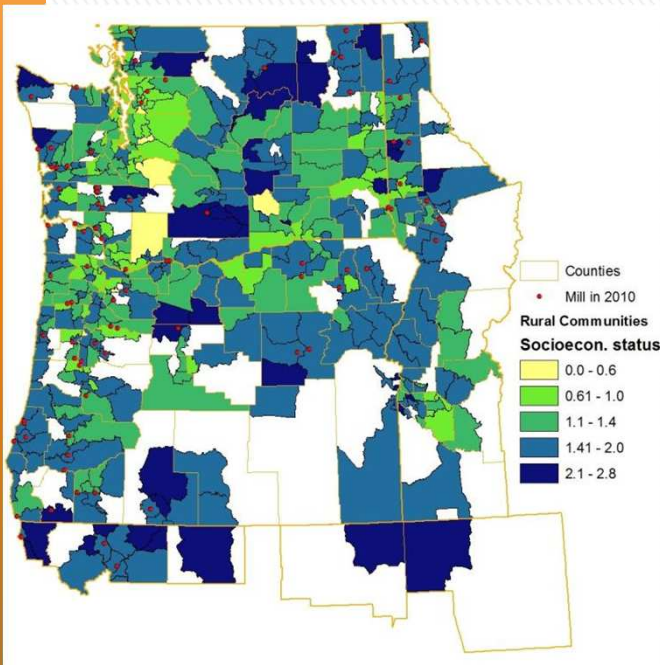 Counties
Mill in 2010
Rural Communities
Socioecon. status
0.0 - 0.6
0.61 - 1.0
1.1 - 1.4
1.41 - 2.0
2.1 - 2.8